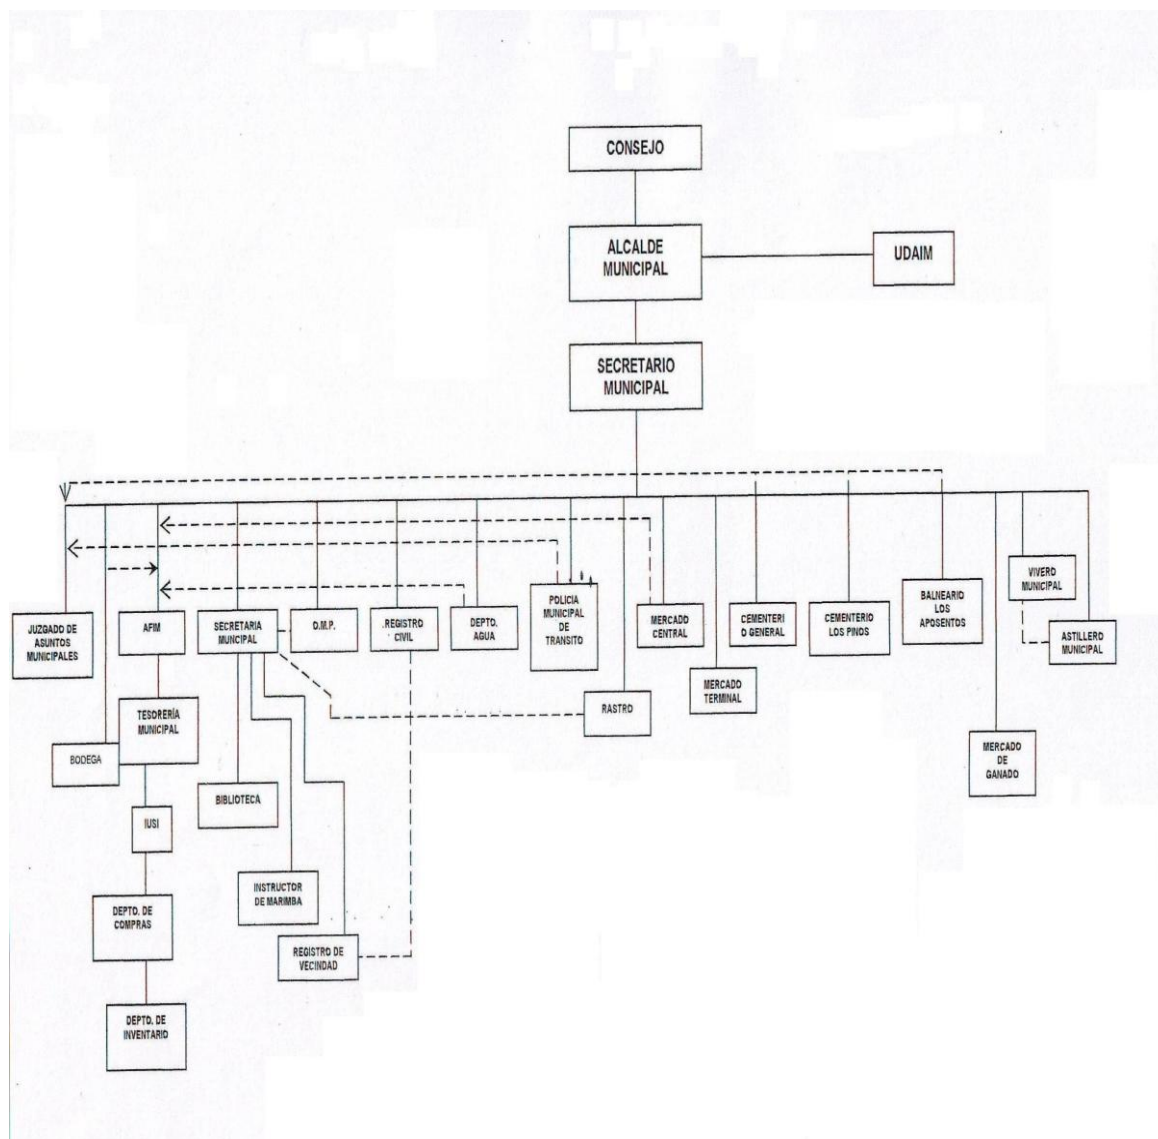 CONSEJO
ALCALDE
MUNICIPAL
UDAIM
SECRETARIO
MUNICIPAL
JUZGADO DE
ASUNTOS
MUNICIPALES
AFIM
SECRETARIA
MUNCIPAL
O.M.P.
.REGISTRO
CIVIL
DEPTO.
AGUA
POLICIA
MUNICIPAL
DE
TRANSITO
MERCADO
CENTRAL
CEMENTERI
O GENERAL
CEMENTERIO
LOS PINOS
BALNEARIO
LOS
APOSENTOS
VIVERO
MUNICIPAL
ASTILLERO
MUNICIPAL
BODEGA
TESORERÍA
MUNICIPAL
RASTRO
MERCADO
TERMINAL
MERCADO
DE
GANADO
IUSI
BIBLIOTECA
DEPTO. DE
COMPRAS
INSTRUCTOR
DE MARIMBA
REGISTRO DE
VECINDAD
DEPTO. DE
INVENTARIO